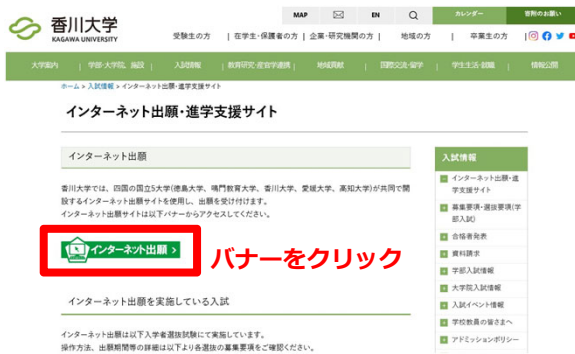 香川大学
KAGAWA UNIVERSITY
MAP
EN
カレンダー
寄附のお願い
受験生の方 | 在学生・保護者の方 | 企業・研究機関の方 | 地域の方 | 卒業生の方
大学案内 | 学部・大学院、施設 | 入試情報 | 教育研究・産官学連携 | 地域貢献 | 国際交流・留学 | 学生生活・就職 | 情報公開
ホーム > 入試情報 > インターネット出願・進学支援サイト
インターネット出願・進学支援サイト
インターネット出願
香川大学では、四国の国立5大学(徳島大学、鳴門教育大学、香川大学、愛媛大学、高知大学)が共同で開
設するインターネット出願サイトを使用し、出願を受け付けます。
インターネット出願サイトは以下バナーからアクセスしてください。
インターネット出願 >
バナーをクリック
インターネット出願を実施している入試
インターネット出願は以下入学者選抜試験にて実施しています。
操作方法、出願期間等の詳細は以下より各選抜の募集要項をご確認ください。
入試情報
インターネット出願・進
学支援サイト
募集要項・選抜要項(学
部入試)
合格者発表
資料請求
学部入試情報
大学院入試情報
入試イベント情報
学校教員の皆さまへ
アドミッションポリシー